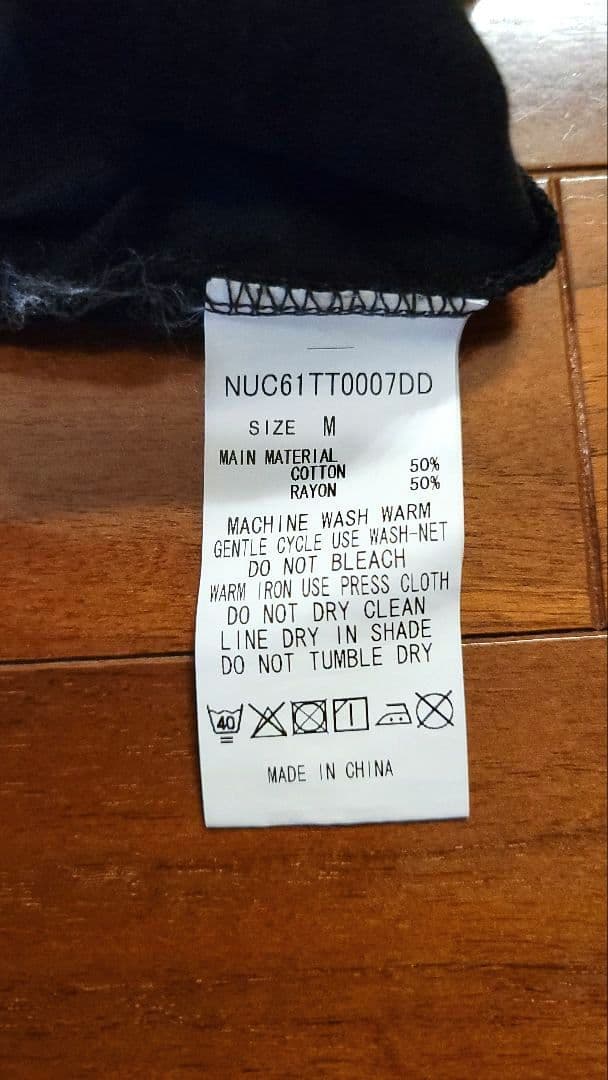 NUC61TT0007DD
SIZE M
MAIN MATERIAL
COTTON 50%
RAYON 50%
MACHINE WASH WARM
GENTLE CYCLE USE WASH-NET
DO NOT BLEACH
WARM IRON USE PRESS CLOTH
DO NOT DRY CLEAN
LINE DRY IN SHADE
DO NOT TUMBLE DRY
40
MADE IN CHINA